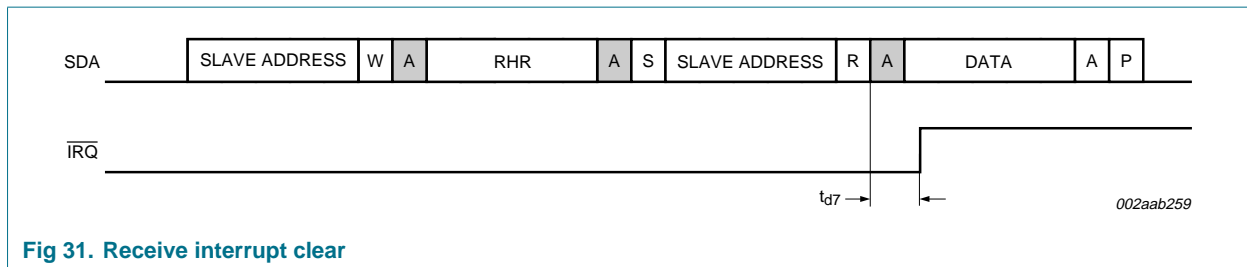 SDA SLAVE ADDRESS W A RHR A S SLAVE ADDRESS R A DATA A P
IRQ
td7
002aab259
Fig 31. Receive interrupt clear